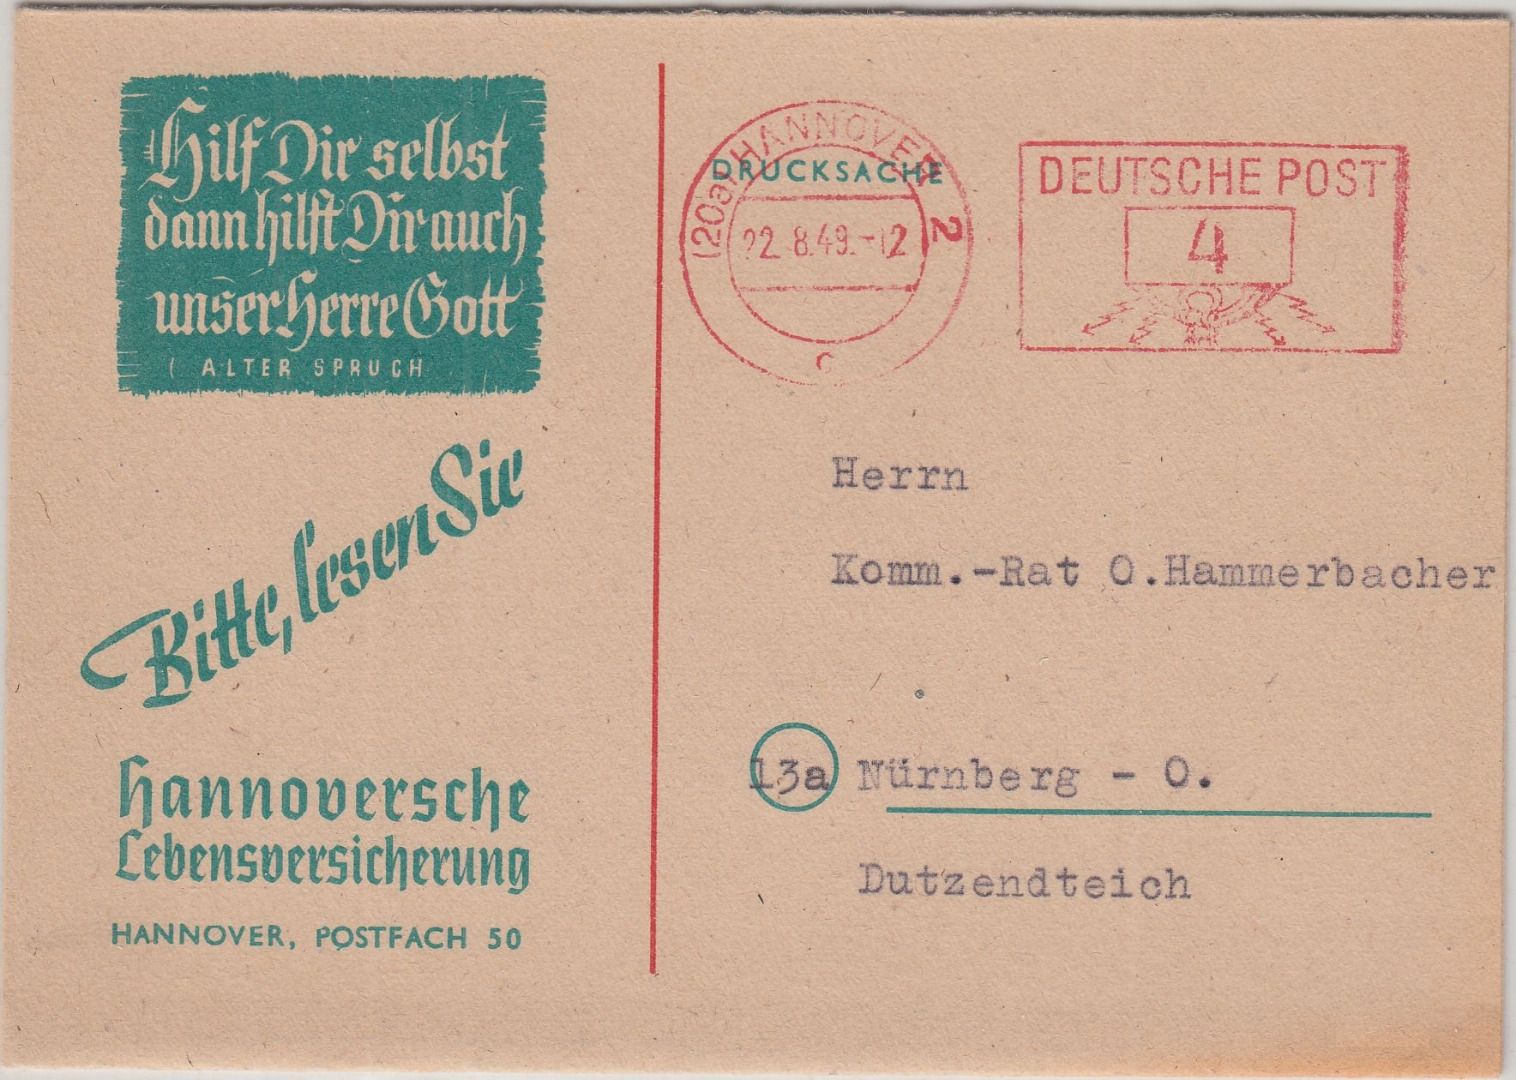 Hilf Dir selbst
dann hilft Dir auch
unser Herre Gott
ALTER SPRUCH
Bitte, lesen Sie
Hannoversche
Lebensversicherung
HANNOVER, POSTFACH 50
(20a) HANNOVER 2
DRUCKSACHE
22.8.49.-12
c
DEUTSCHE POST
4
Herrn
Komm.-Rat O.Hammerbacher
13a Nürnberg - O.
Dutzendteich